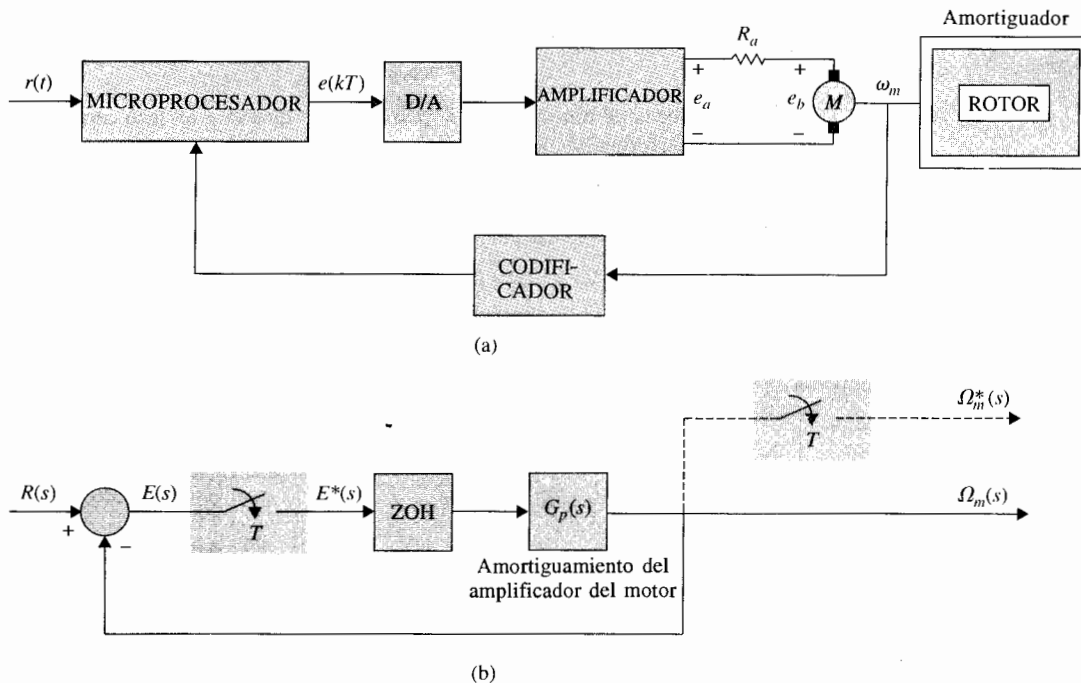 Amortiguador
r(t)
MICROPROCESADOR
e(kT)
D/A
AMPLIFICADOR
+
e_a
−
R_a
+
e_b
−
M
ω_m
ROTOR
CODIFI-
CADOR
(a)
T
Ω_m*(s)
R(s)
+
−
E(s)
T
E*(s)
ZOH
G_p(s)
Ω_m(s)
Amortiguamiento del
amplificador del motor
(b)